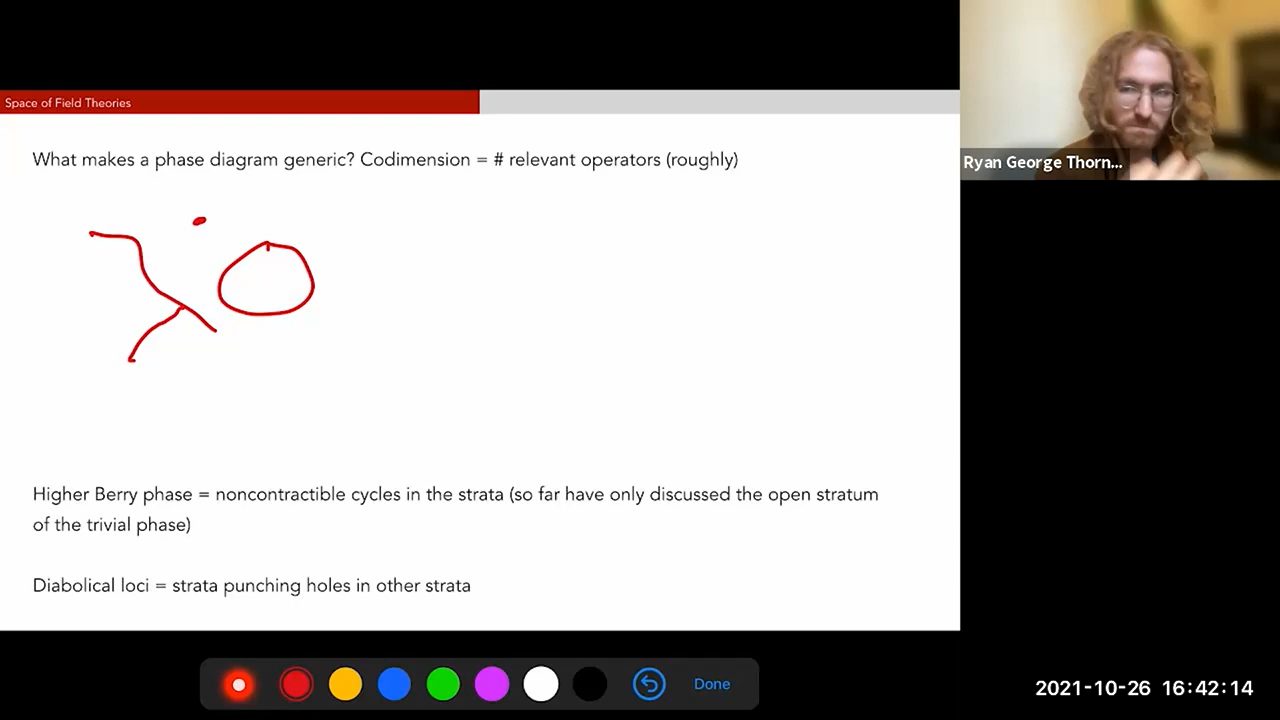 Space of Field Theories
What makes a phase diagram generic? Codimension = # relevant operators (roughly)
Ryan George Thorn...
Higher Berry phase = noncontractible cycles in the strata (so far have only discussed the open stratum
of the trivial phase)
Diabolical loci = strata punching holes in other strata
Done
2021-10-26 16:42:14